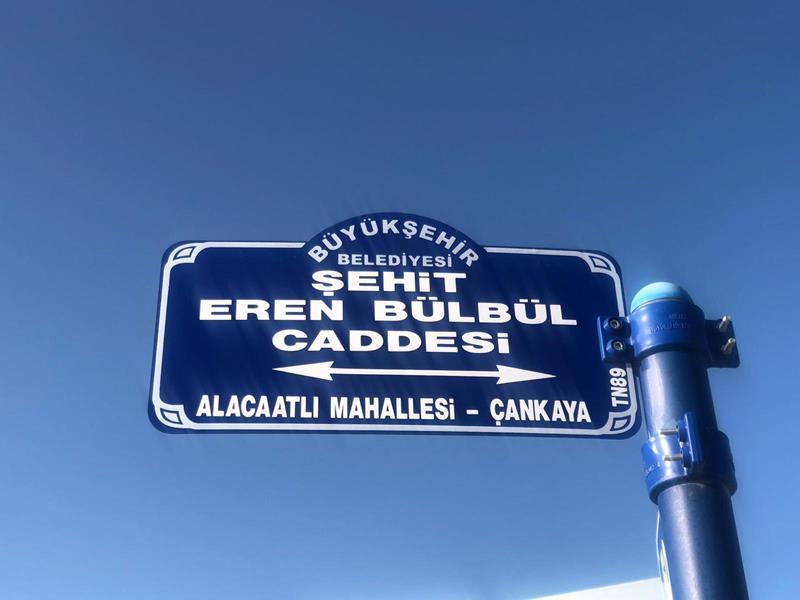 BÜYÜKŞEHİR
BELEDİYESİ
ŞEHİT
EREN BÜLBÜL
CADDESİ
ALACAATLI MAHALLESİ – ÇANKAYA
TN89